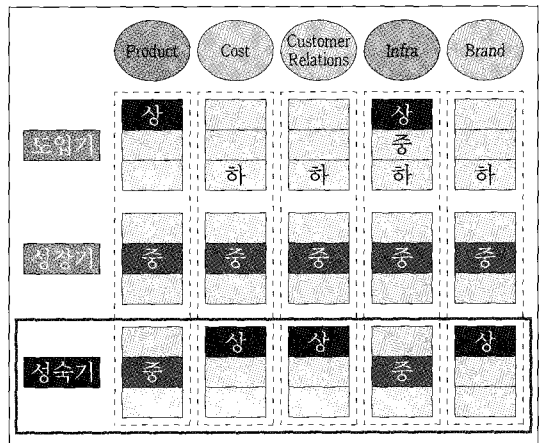 Product Cost Customer Relations Infra Brand
도입기
상 상
중
하 하 하 하
성장기
중 중 중 중 중
성숙기
상 상 상
중 중